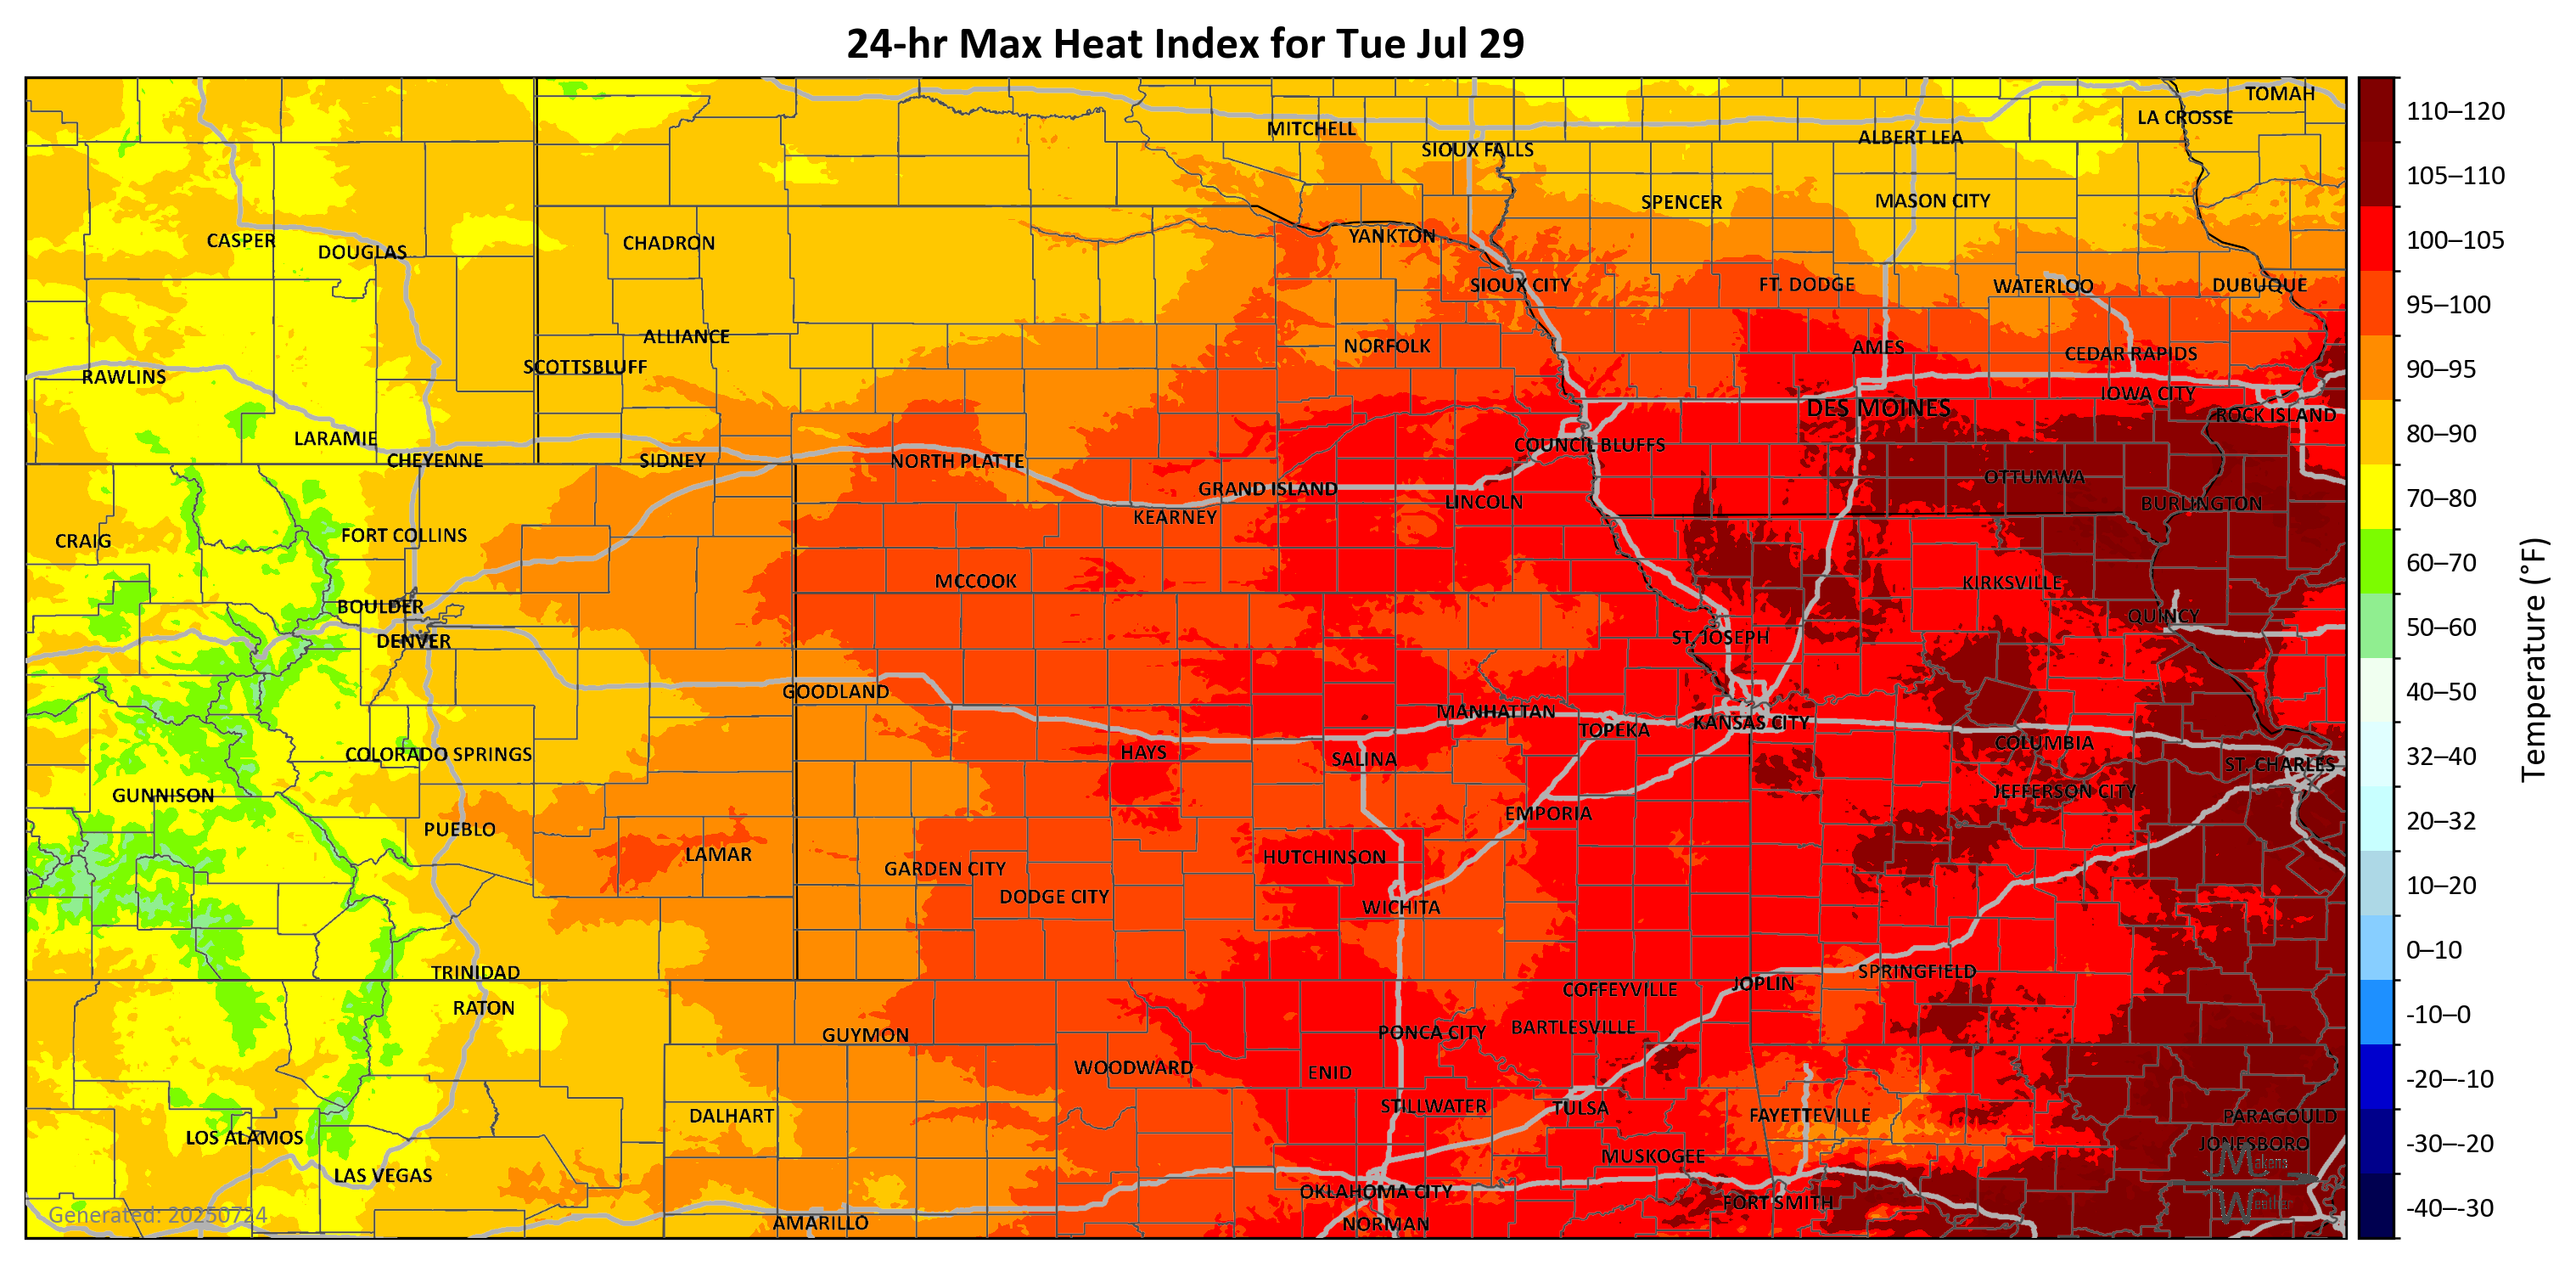 24-hr Max Heat Index for Tue Jul 29
TOMAH
LA CROSSE
MITCHELL
ALBERT LEA
SIOUX FALLS
SPENCER
MASON CITY
YANKTON
CASPER
CHADRON
DOUGLAS
SIOUX CITY
FT. DODGE
WATERLOO
DUBUQUE
ALLIANCE
NORFOLK
AMES
CEDAR RAPIDS
SCOTTSBLUFF
RAWLINS
IOWA CITY
DES MOINES
ROCK ISLAND
LARAMIE
COUNCIL BLUFFS
CHEYENNE
SIDNEY
NORTH PLATTE
OTTUMWA
GRAND ISLAND
LINCOLN
BURLINGTON
KEARNEY
FORT COLLINS
CRAIG
MCCOOK
KIRKSVILLE
BOULDER
QUINCY
DENVER
ST. JOSEPH
GOODLAND
MANHATTAN
KANSAS CITY
TOPEKA
COLUMBIA
COLORADO SPRINGS
HAYS
SALINA
ST. CHARLES
GUNNISON
JEFFERSON CITY
EMPORIA
PUEBLO
LAMAR
HUTCHINSON
GARDEN CITY
DODGE CITY
WICHITA
TRINIDAD
SPRINGFIELD
JOPLIN
COFFEYVILLE
RATON
BARTLESVILLE
PONCA CITY
GUYMON
WOODWARD
ENID
STILLWATER
TULSA
DALHART
FAYETTEVILLE
PARAGOULD
LOS ALAMOS
JONESBORO
MUSKOGEE
Makens
LAS VEGAS
OKLAHOMA CITY
FORT SMITH
Weather
Generated: 20250724
AMARILLO
NORMAN
110–120
105–110
100–105
95–100
90–95
80–90
70–80
60–70
50–60
40–50
32–40
20–32
10–20
0–10
-10–0
-20–-10
-30–-20
-40–-30
Temperature (°F)